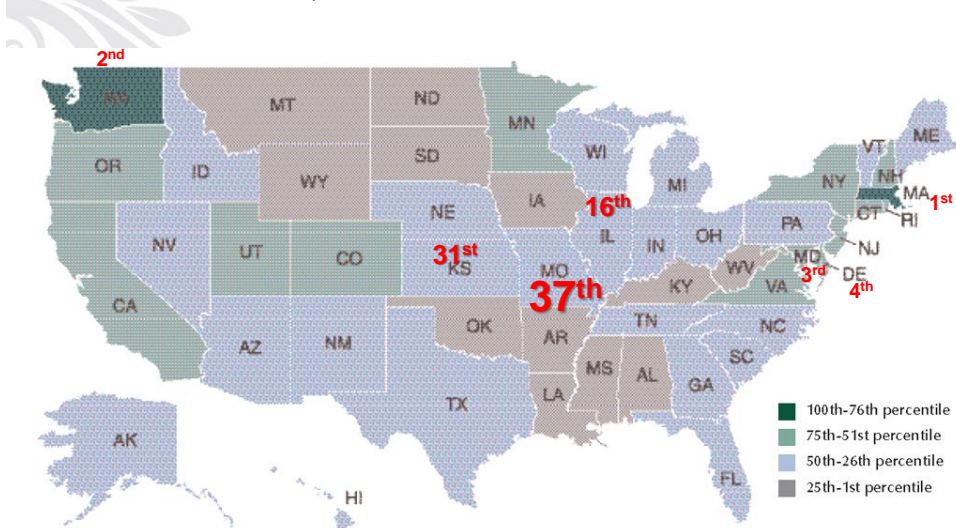 2nd
WA
MT
ND
MN
OR
ID
WY
SD
WI
MI
VT
ME
NH
NY
MA
1st
CT
RI
IA
16th
NE
IL
IN
OH
PA
NJ
NV
UT
CO
31st
KS
MO
37th
KY
WV
MD
3rd
DE
4th
VA
CA
AZ
NM
OK
AR
TN
NC
SC
MS
AL
GA
LA
TX
FL
AK
HI
100th-76th percentile
75th-51st percentile
50th-26th percentile
25th-1st percentile